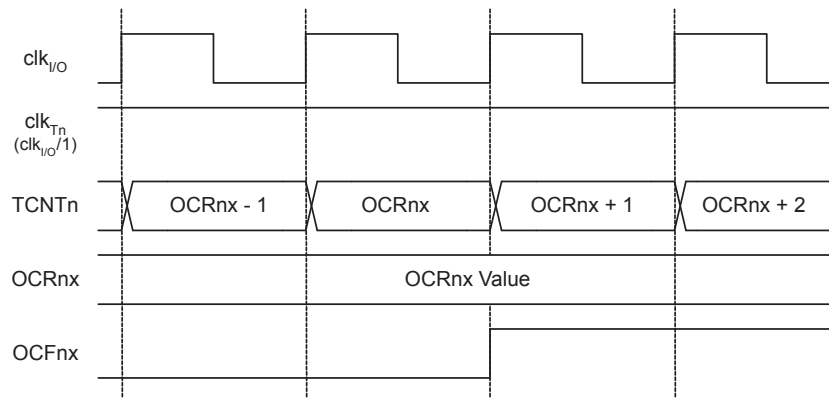 clkI/O
clkTn
(clkI/O/1)
TCNTn OCRnx - 1 OCRnx OCRnx + 1 OCRnx + 2
OCRnx OCRnx Value
OCFnx